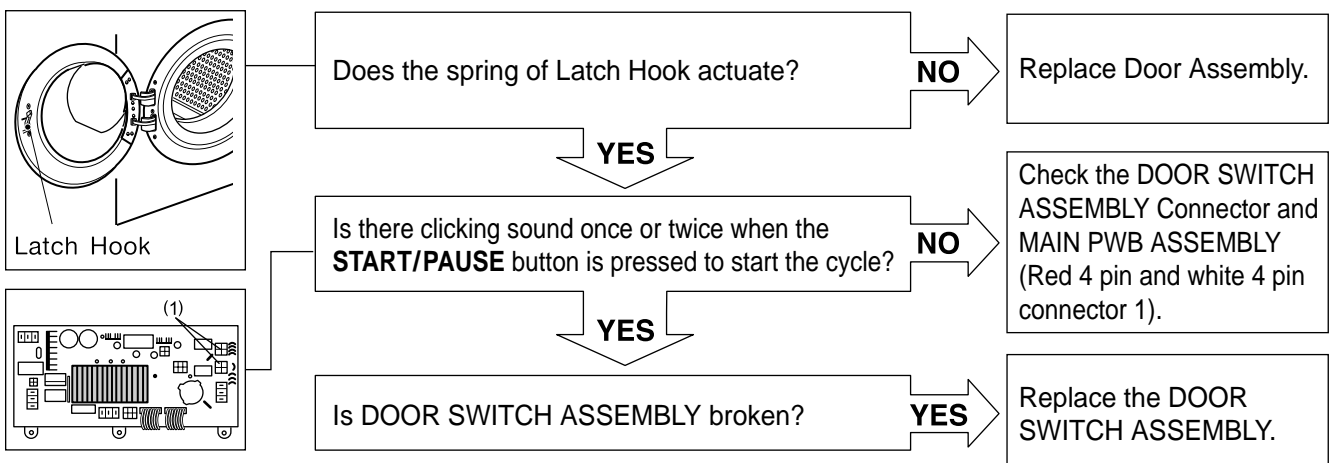 Latch Hook
Does the spring of Latch Hook actuate?
NO
Replace Door Assembly.
YES
(1)
Is there clicking sound once or twice when the
START/PAUSE button is pressed to start the cycle?
NO
Check the DOOR SWITCH
ASSEMBLY Connector and
MAIN PWB ASSEMBLY
(Red 4 pin and white 4 pin
connector 1).
YES
Is DOOR SWITCH ASSEMBLY broken?
YES
Replace the DOOR
SWITCH ASSEMBLY.